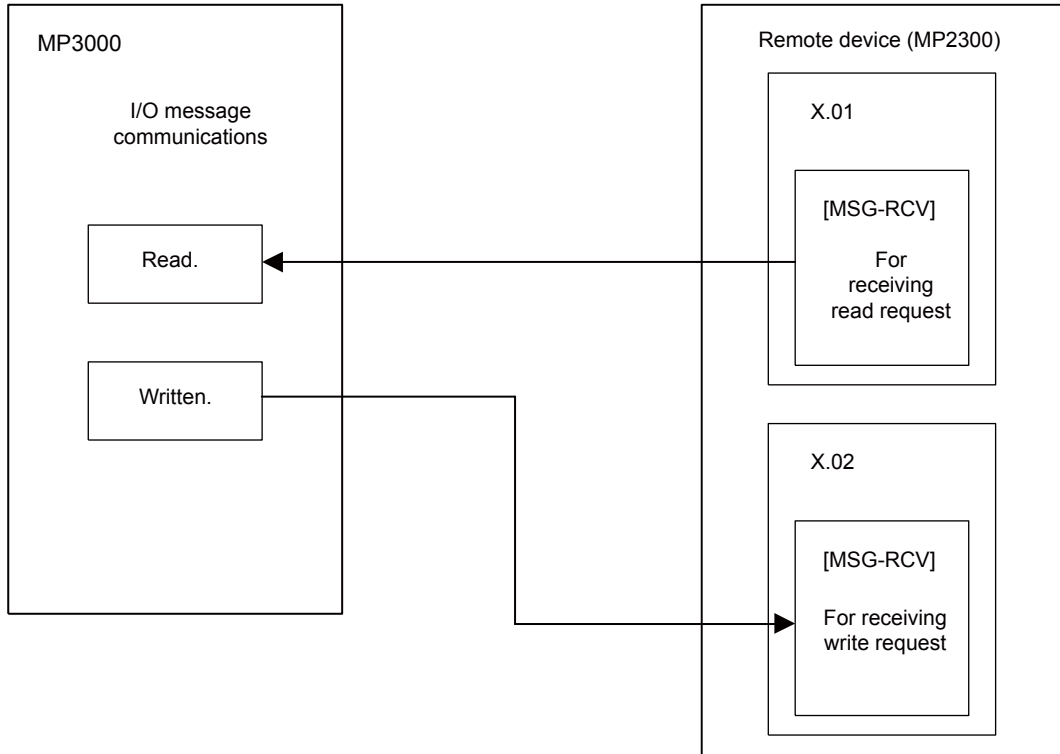 MP3000
I/O message
communications
Read.
Written.
Remote device (MP2300)
X.01
[MSG-RCV]
For
receiving
read request
X.02
[MSG-RCV]
For receiving
write request